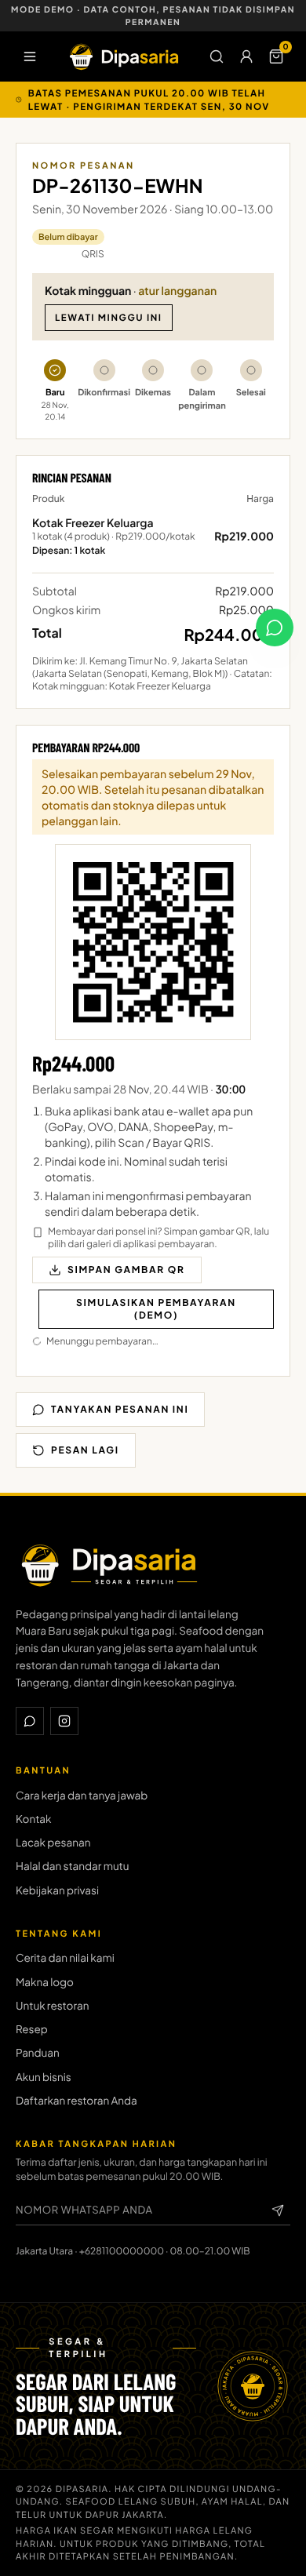 MODE DEMO · DATA CONTOH, PESANAN TIDAK DISIMPAN
PERMANEN
Dipasaria
0
BATAS PEMESANAN PUKUL 20.00 WIB TELAH
LEWAT · PENGIRIMAN TERDEKAT SEN, 30 NOV
NOMOR PESANAN
DP-261130-EWHN
Senin, 30 November 2026 · Siang 10.00–13.00
Belum dibayar
QRIS
Kotak mingguan · atur langganan
LEWATI MINGGU INI
Baru
28 Nov,
20.14
Dikonfirmasi
Dikemas
Dalam
pengiriman
Selesai
RINCIAN PESANAN
Produk Harga
Kotak Freezer Keluarga
1 kotak (4 produk) · Rp219.000/kotak
Dipesan: 1 kotak
Rp219.000
Subtotal Rp219.000
Ongkos kirim Rp25.000
Total Rp244.00
Dikirim ke: Jl. Kemang Timur No. 9, Jakarta Selatan
(Jakarta Selatan (Senopati, Kemang, Blok M)) · Catatan:
Kotak mingguan: Kotak Freezer Keluarga
PEMBAYARAN RP244.000
Selesaikan pembayaran sebelum 29 Nov,
20.00 WIB. Setelah itu pesanan dibatalkan
otomatis dan stoknya dilepas untuk
pelanggan lain.
Rp244.000
Berlaku sampai 28 Nov, 20.44 WIB · 30:00
1. Buka aplikasi bank atau e-wallet apa pun
(GoPay, OVO, DANA, ShopeePay, m-
banking), pilih Scan / Bayar QRIS.
2. Pindai kode ini. Nominal sudah terisi
otomatis.
3. Halaman ini mengonfirmasi pembayaran
sendiri dalam beberapa detik.
Membayar dari ponsel ini? Simpan gambar QR, lalu
pilih dari galeri di aplikasi pembayaran.
SIMPAN GAMBAR QR
SIMULASIKAN PEMBAYARAN
(DEMO)
Menunggu pembayaran…
TANYAKAN PESANAN INI
PESAN LAGI
Dipasaria
SEGAR & TERPILIH
Pedagang prinsipal yang hadir di lantai lelang
Muara Baru sejak pukul tiga pagi. Seafood dengan
jenis dan ukuran yang jelas serta ayam halal untuk
restoran dan rumah tangga di Jakarta dan
Tangerang, diantar dingin keesokan paginya.
BANTUAN
Cara kerja dan tanya jawab
Kontak
Lacak pesanan
Halal dan standar mutu
Kebijakan privasi
TENTANG KAMI
Cerita dan nilai kami
Makna logo
Untuk restoran
Resep
Panduan
Akun bisnis
Daftarkan restoran Anda
KABAR TANGKAPAN HARIAN
Terima daftar jenis, ukuran, dan harga tangkapan hari ini
sebelum batas pemesanan pukul 20.00 WIB.
NOMOR WHATSAPP ANDA
Jakarta Utara · +6281100000000 · 08.00–21.00 WIB
SEGAR &
TERPILIH
SEGAR DARI LELANG
SUBUH, SIAP UNTUK
DAPUR ANDA.
© 2026 DIPASARIA. HAK CIPTA DILINDUNGI UNDANG-
UNDANG. SEAFOOD LELANG SUBUH, AYAM HALAL, DAN
TELUR UNTUK DAPUR JAKARTA.
HARGA IKAN SEGAR MENGIKUTI HARGA LELANG
HARIAN. UNTUK PRODUK YANG DITIMBANG, TOTAL
AKHIR DITETAPKAN SETELAH PENIMBANGAN.